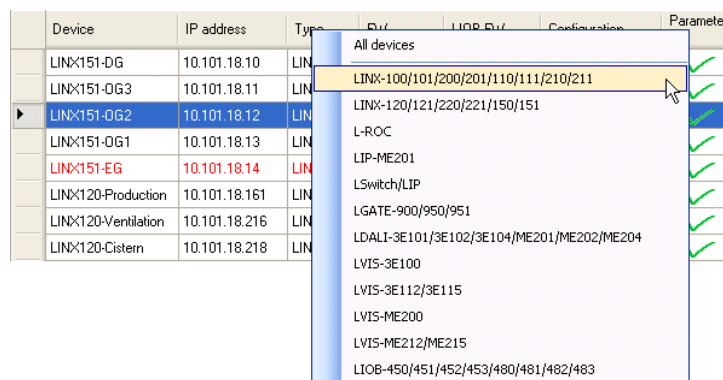 Device IP address Type Parameter
LINX151-DG 10.101.18.10 LIN
LINX151-OG3 10.101.18.11 LIN
LINX151-OG2 10.101.18.12 LIN
LINX151-OG1 10.101.18.13 LIN
LINX151-EG 10.101.18.14 LIN
LINX120-Production 10.101.18.161 LIN
LINX120-Ventilation 10.101.18.216 LIN
LINX120-Cistern 10.101.18.218 LIN
All devices
LINX-100/101/200/201/110/111/210/211
LINX-120/121/220/221/150/151
L-ROC
LIP-ME201
LSwitch/LIP
LGATE-900/950/951
LDALI-3E101/3E102/3E104/ME201/ME202/ME204
LVIS-3E100
LVIS-3E112/3E115
LVIS-ME200
LVIS-ME212/ME215
LIOB-450/451/452/453/480/481/482/483